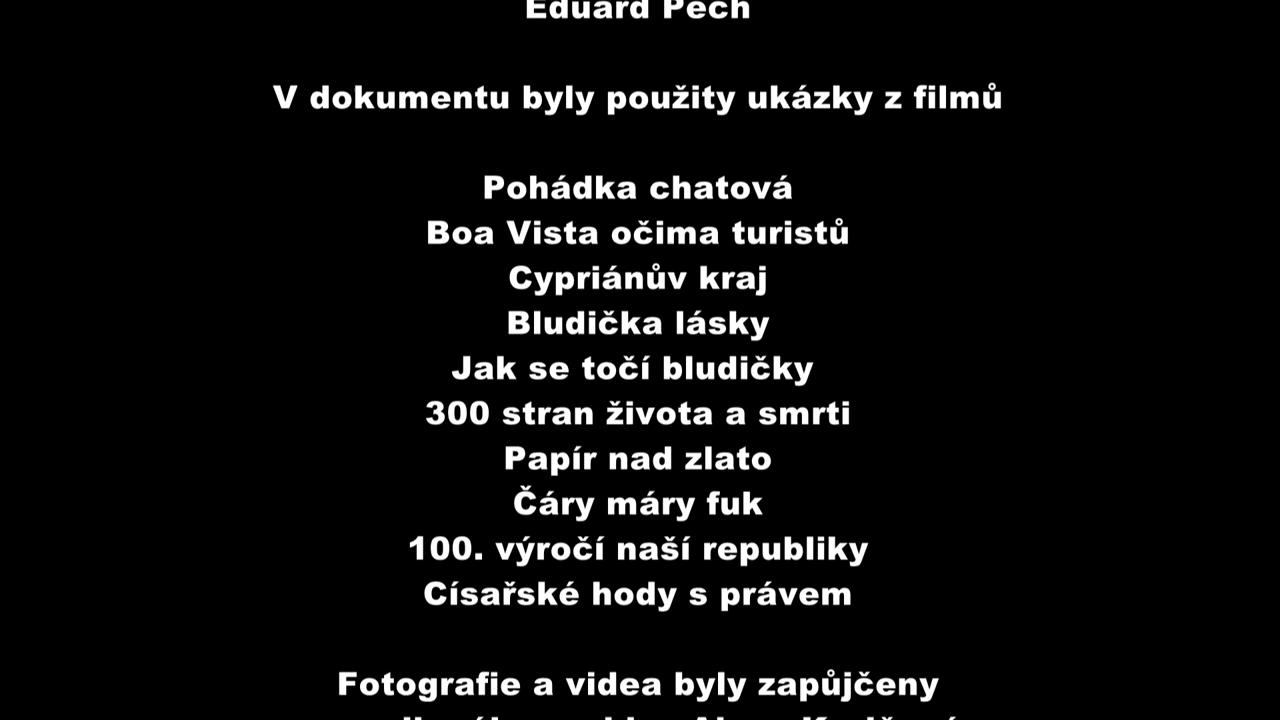 Eduard Pech
V dokumentu byly použity ukázky z filmů
Pohádka chatová
Boa Vista očima turistů
Cypriánův kraj
Bludička lásky
Jak se točí bludičky
300 stran života a smrti
Papír nad zlato
Čáry máry fuk
100. výročí naší republiky
Císařské hody s právem
Fotografie a videa byly zapůjčeny